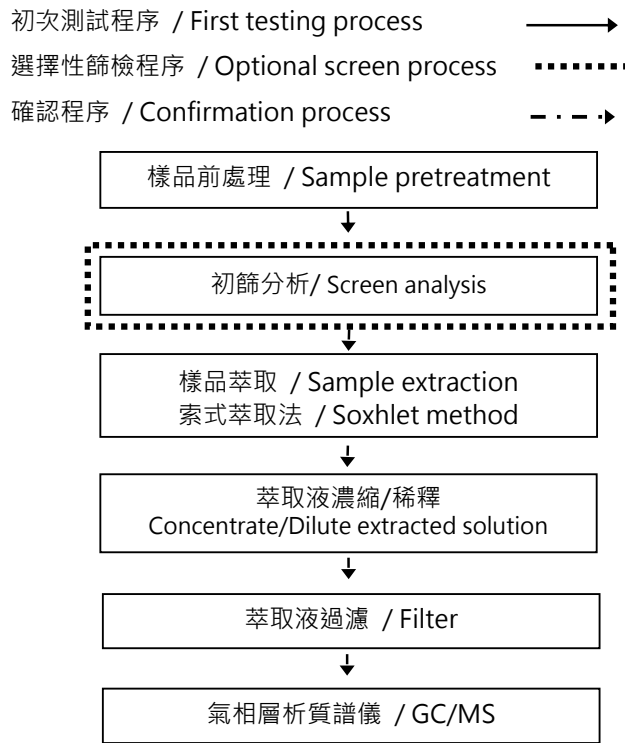 初次測試程序 / First testing process
選擇性篩檢程序 / Optional screen process
確認程序 / Confirmation process
樣品前處理 / Sample pretreatment
初篩分析/ Screen analysis
樣品萃取 / Sample extraction
索式萃取法 / Soxhlet method
萃取液濃縮/稀釋
Concentrate/Dilute extracted solution
萃取液過濾 / Filter
氣相層析質譜儀 / GC/MS